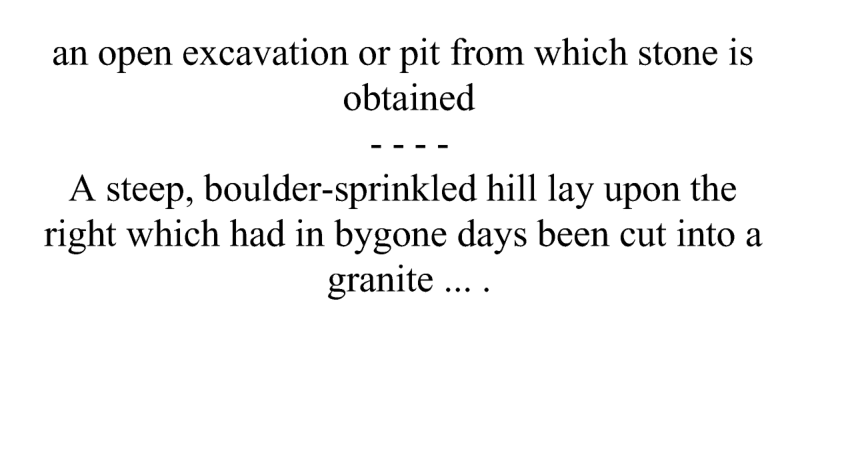 an open excavation or pit from which stone is
obtained
- - - -
A steep, boulder-sprinkled hill lay upon the
right which had in bygone days been cut into a
granite ... .